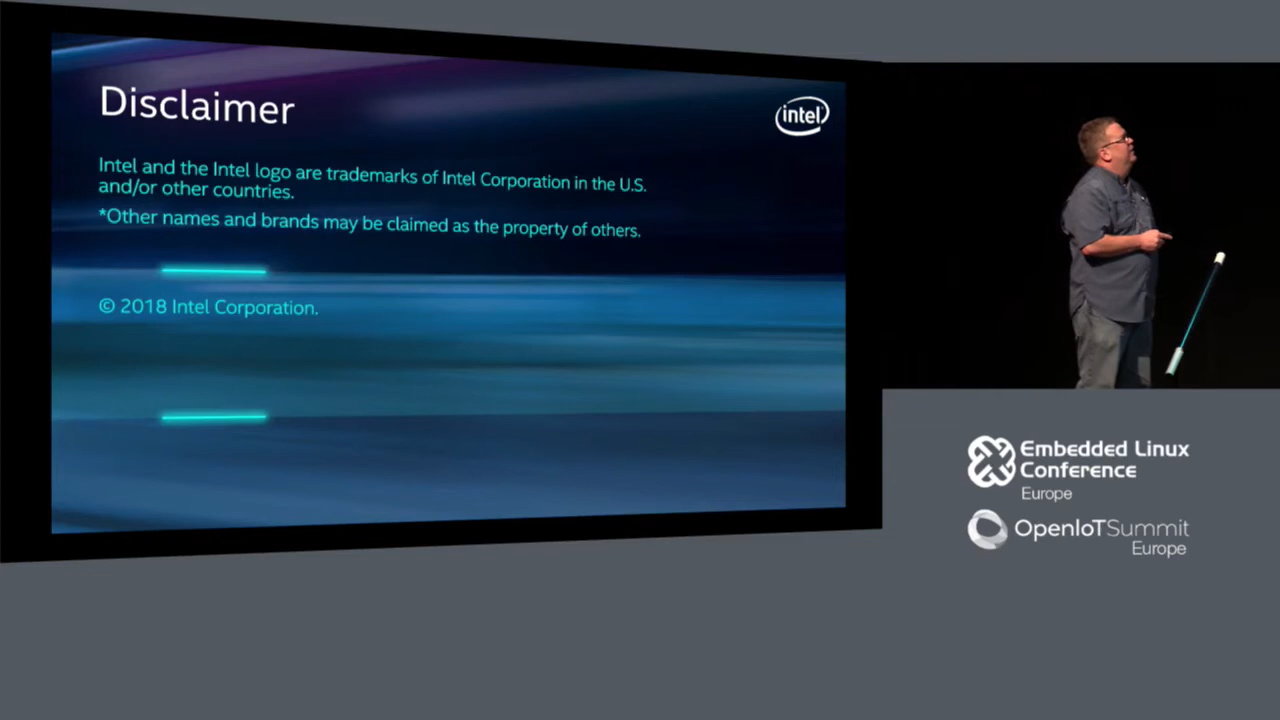 Disclaimer
intel
Intel and the Intel logo are trademarks of Intel Corporation in the U.S.
and/or other countries.
*Other names and brands may be claimed as the property of others.
© 2018 Intel Corporation.
Embedded Linux
Conference
Europe
OpenIoTSummit
Europe